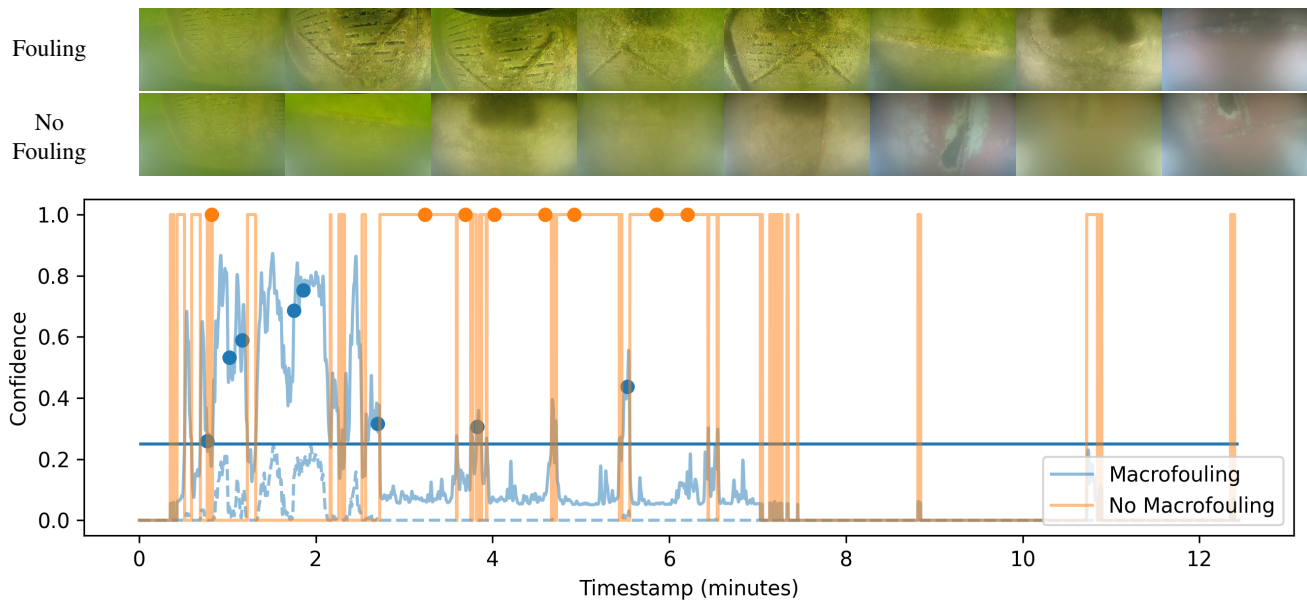 Fouling
No
Fouling
1.0
0.8
0.6
0.4
0.2
0.0
Confidence
0 2 4 6 8 10 12
Timestamp (minutes)
Macrofouling
No Macrofouling